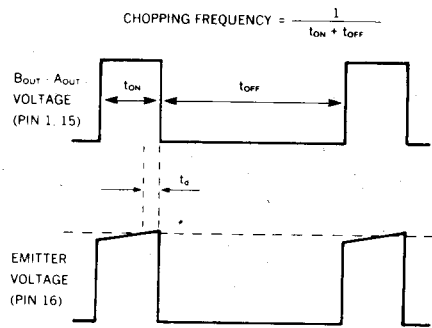 CHOPPING FREQUENCY = 1 / (tON + tOFF)
BOUT - AOUT
VOLTAGE
(PIN 1, 15)
tON
tOFF
td
EMITTER
VOLTAGE
(PIN 16)